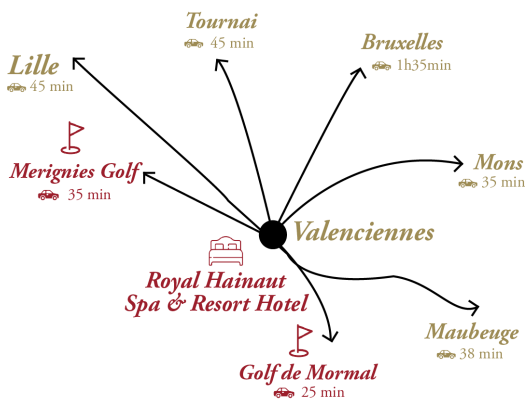 Tournai
45 min
Bruxelles
1h35min
Lille
45 min
Merignies Golf
35 min
Mons
35 min
Valenciennes
Royal Hainaut
Spa & Resort Hotel
Maubeuge
38 min
Golf de Mormal
25 min